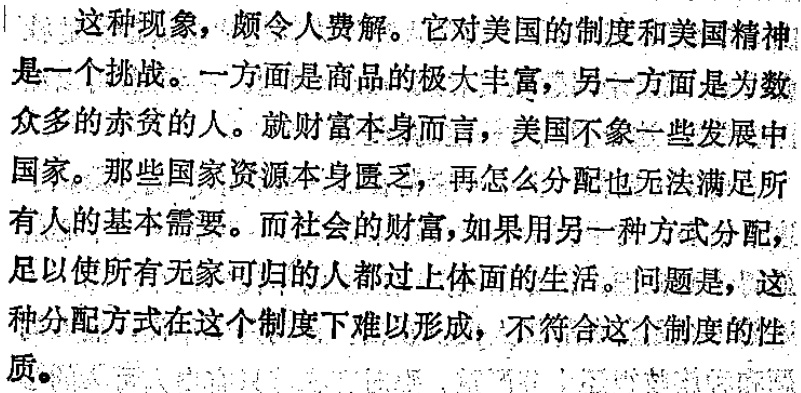 这种现象，颇令人费解。它对美国的制度和美国精神
是一个挑战。一方面是商品的极大丰富，另一方面是为数
众多的赤贫的人。就财富本身而言，美国不象一些发展中
国家。那些国家资源本身匮乏，再怎么分配也无法满足所
有人的基本需要。而社会的财富，如果用另一种方式分配，
足以使所有无家可归的人都过上体面的生活。问题是，这
种分配方式在这个制度下难以形成，不符合这个制度的性
质。